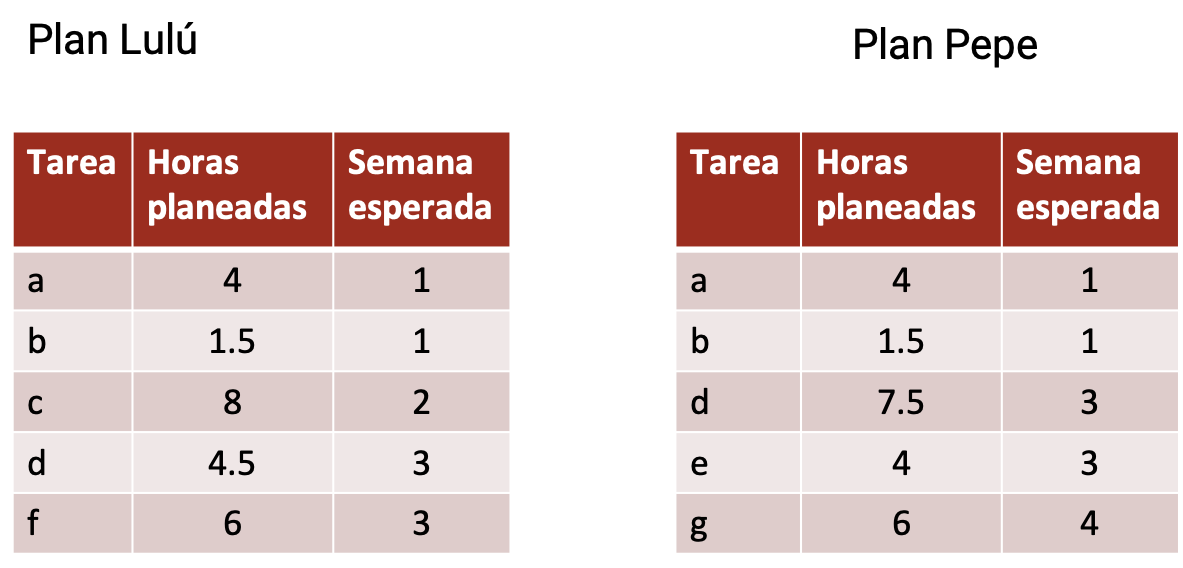 Plan Lulú
Tarea Horas planeadas Semana esperada
a 4 1
b 1.5 1
c 8 2
d 4.5 3
f 6 3
Plan Pepe
Tarea Horas planeadas Semana esperada
a 4 1
b 1.5 1
d 7.5 3
e 4 3
g 6 4